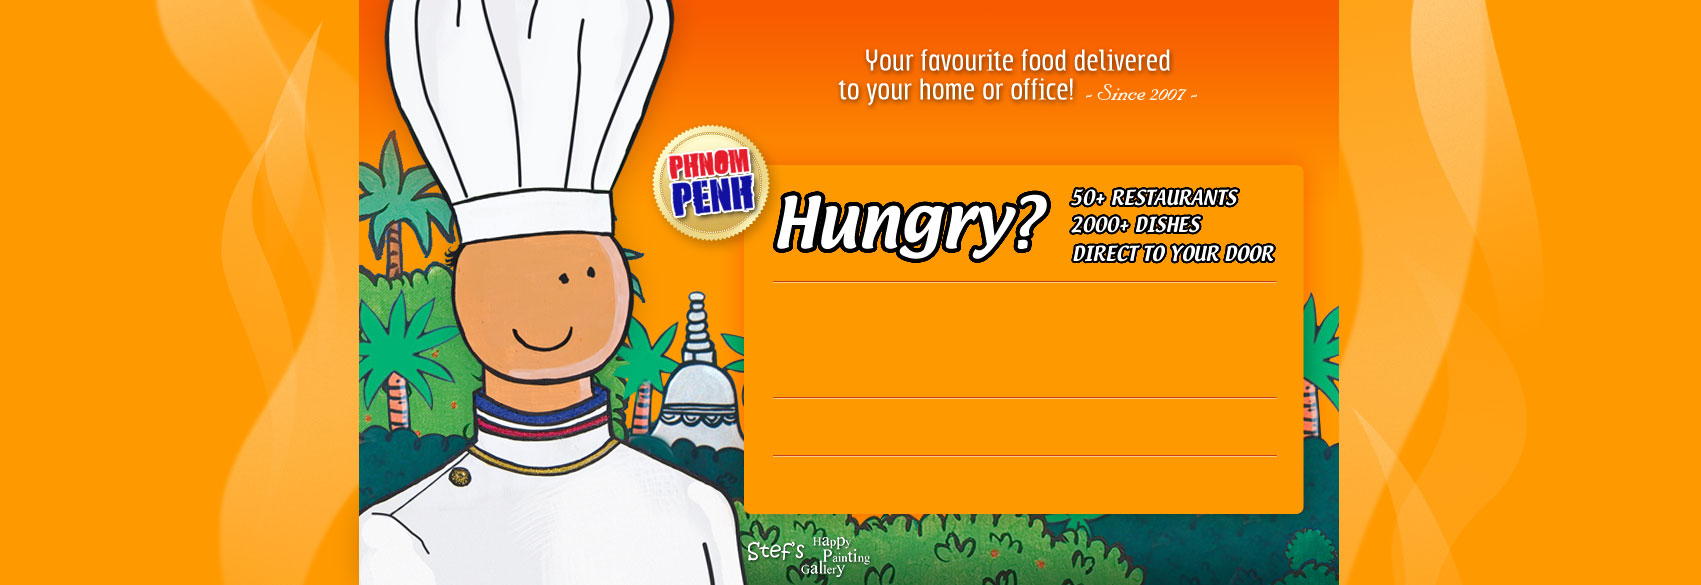 Your favourite food delivered
to your home or office! ~ Since 2007 ~
PHNOM
PENH
Hungry?
50+ RESTAURANTS
2000+ DISHES
DIRECT TO YOUR DOOR
Stef's Happy
Painting
Gallery